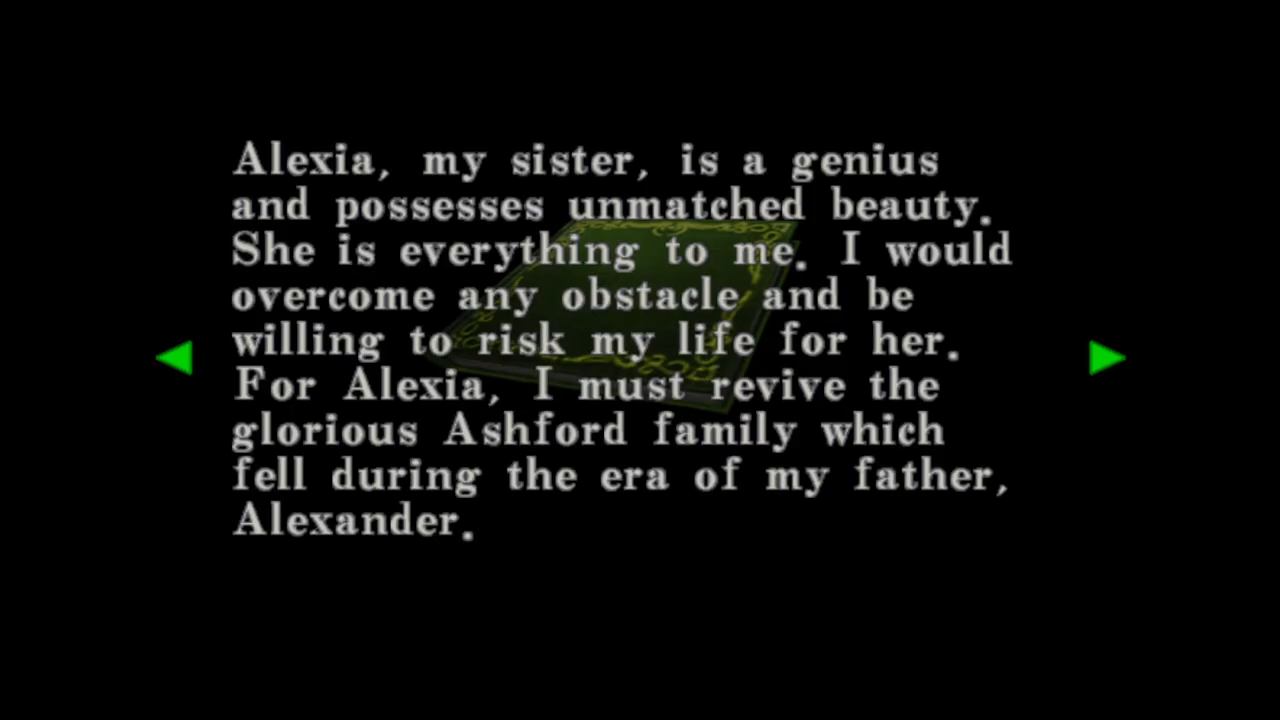 Alexia, my sister, is a genius
and possesses unmatched beauty.
She is everything to me. I would
overcome any obstacle and be
willing to risk my life for her.
For Alexia, I must revive the
glorious Ashford family which
fell during the era of my father,
Alexander.